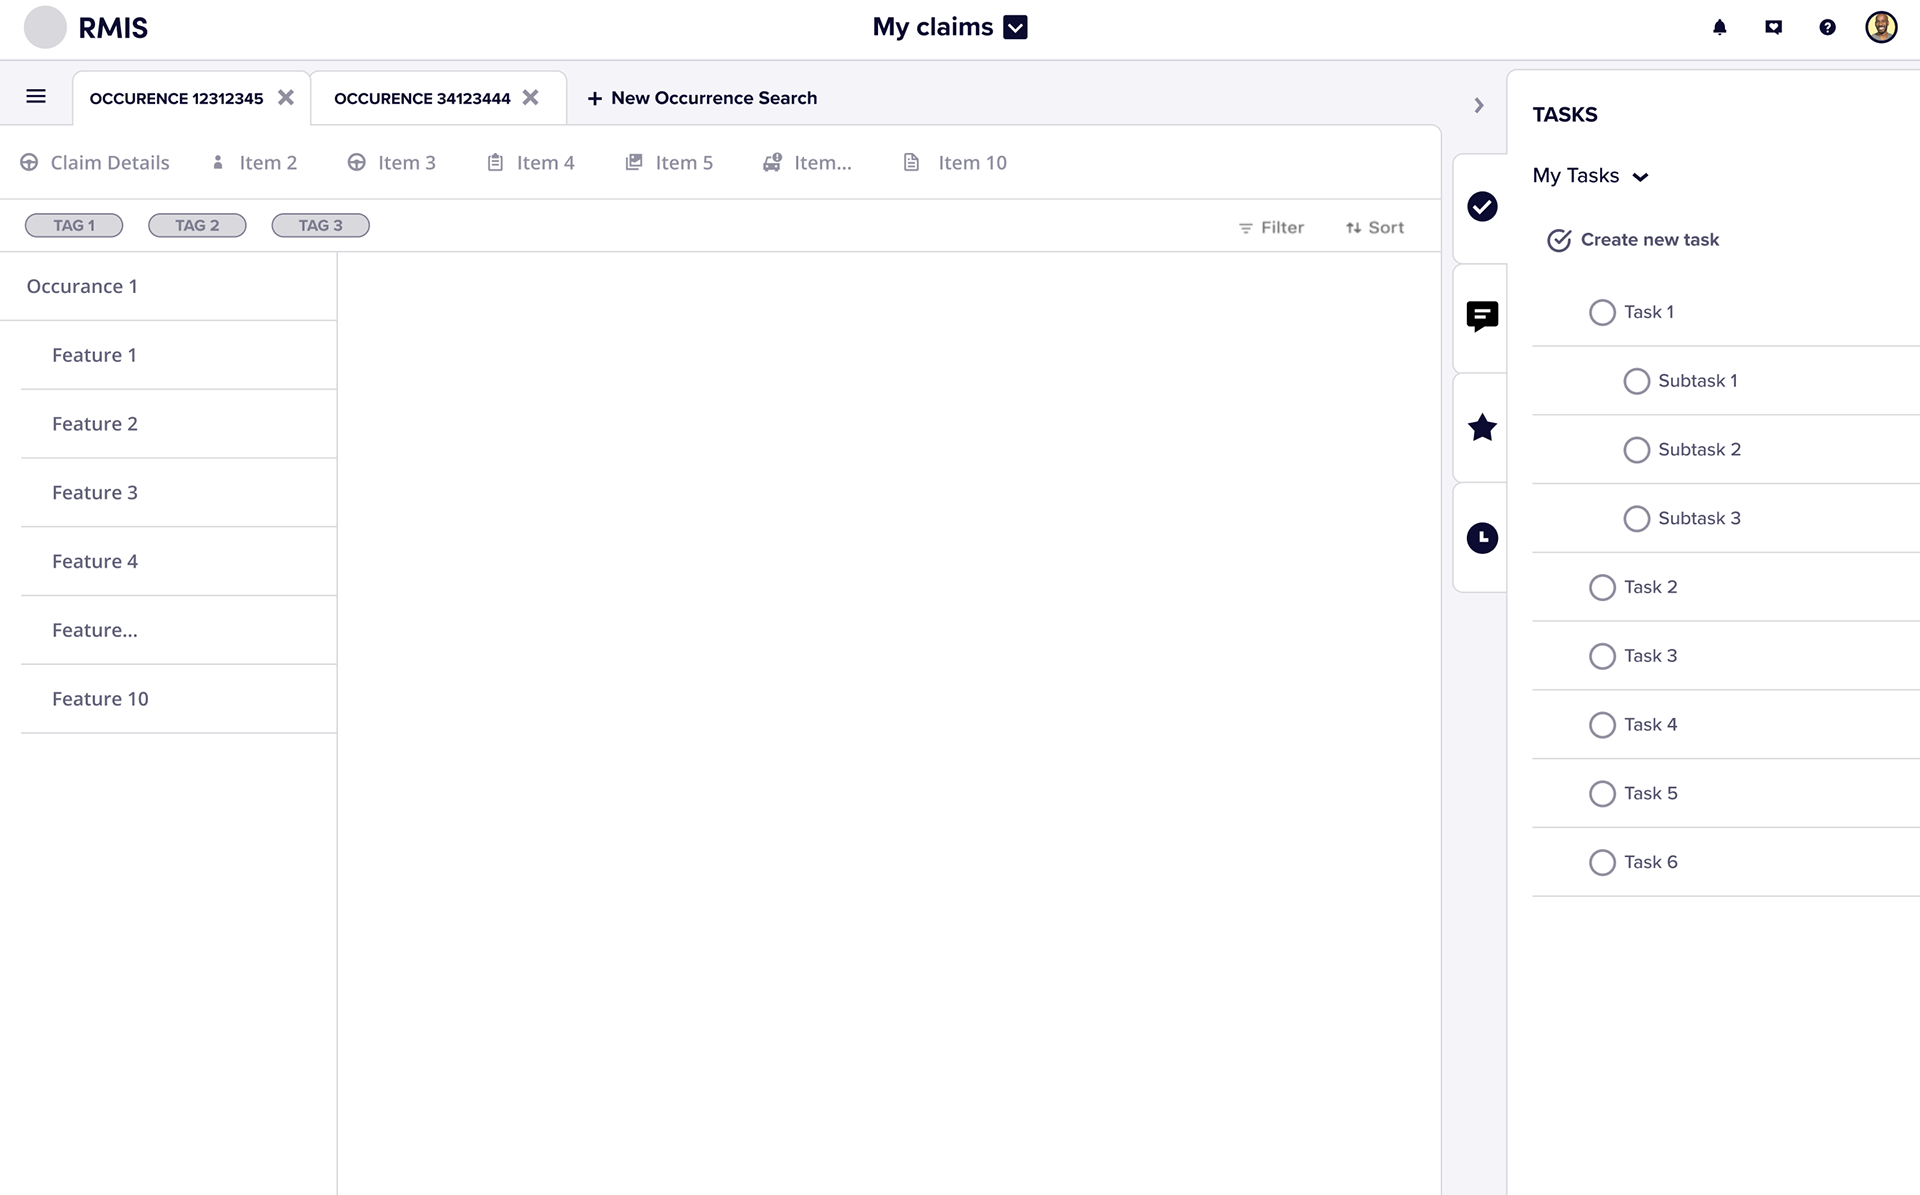 RMIS
My claims
OCCURENCE 12312345
OCCURENCE 34123444
+ New Occurrence Search
Claim Details
Item 2
Item 3
Item 4
Item 5
Item...
Item 10
TAG 1
TAG 2
TAG 3
Filter
Sort
Occurance 1
Feature 1
Feature 2
Feature 3
Feature 4
Feature...
Feature 10
TASKS
My Tasks
Create new task
Task 1
Subtask 1
Subtask 2
Subtask 3
Task 2
Task 3
Task 4
Task 5
Task 6